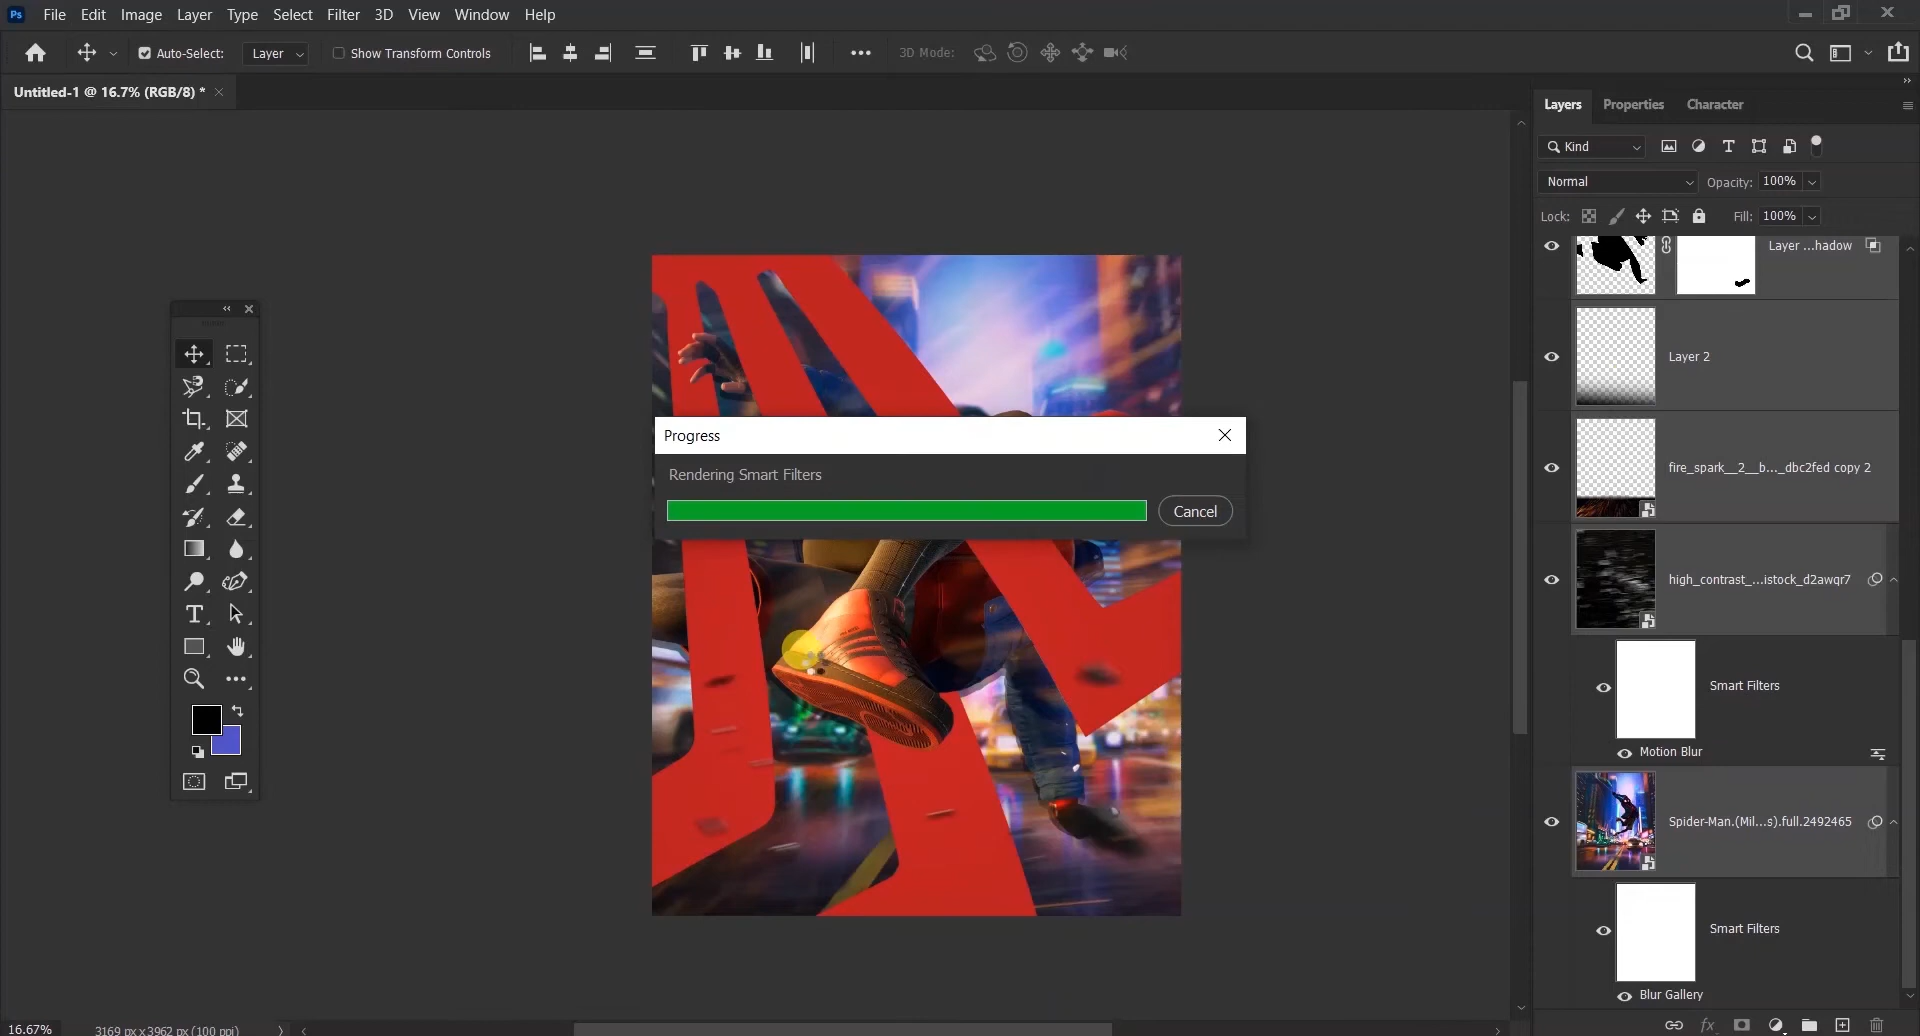 Ps File Edit Image Layer Type Select Filter 3D View Window Help
Auto-Select: Layer Show Transform Controls 3D Mode:
Untitled-1 @ 16.7% (RGB/8) *
Layers Properties Character
Kind
Normal Opacity: 100%
Lock: Fill: 100%
Layer ...hadow
Layer 2
fire_spark__2__b..._dbc2fed copy 2
high_contrast_...istock_d2awqr7
Smart Filters
Motion Blur
Spider-Man.(Mil...s).full.2492465
Smart Filters
Blur Gallery
Progress
Rendering Smart Filters
Cancel
16.67% 3169 px x 3962 px (100 ppi)